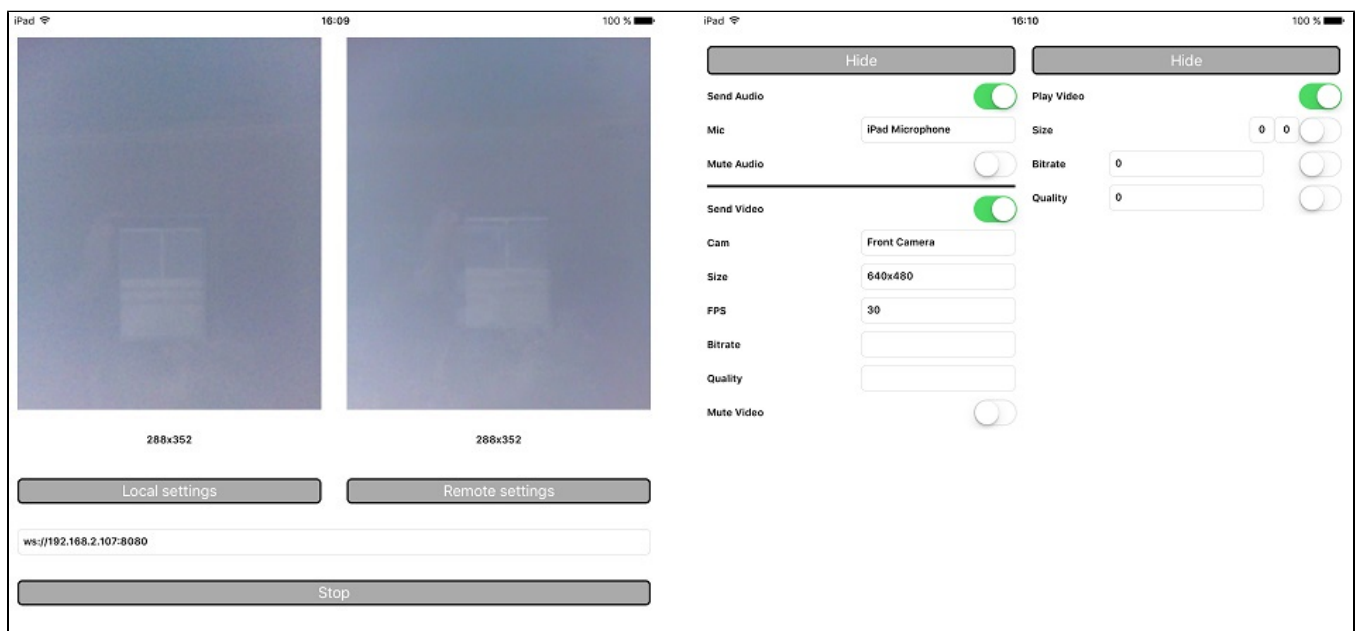 iPad 16:09 100 %
288x352 288x352
Local settings Remote settings
ws://192.168.2.107:8080
Stop
iPad 16:10 100 %
Hide
Send Audio
Mic iPad Microphone
Mute Audio
Send Video
Cam Front Camera
Size 640x480
FPS 30
Bitrate
Quality
Mute Video
Hide
Play Video
Size 0 0
Bitrate 0
Quality 0